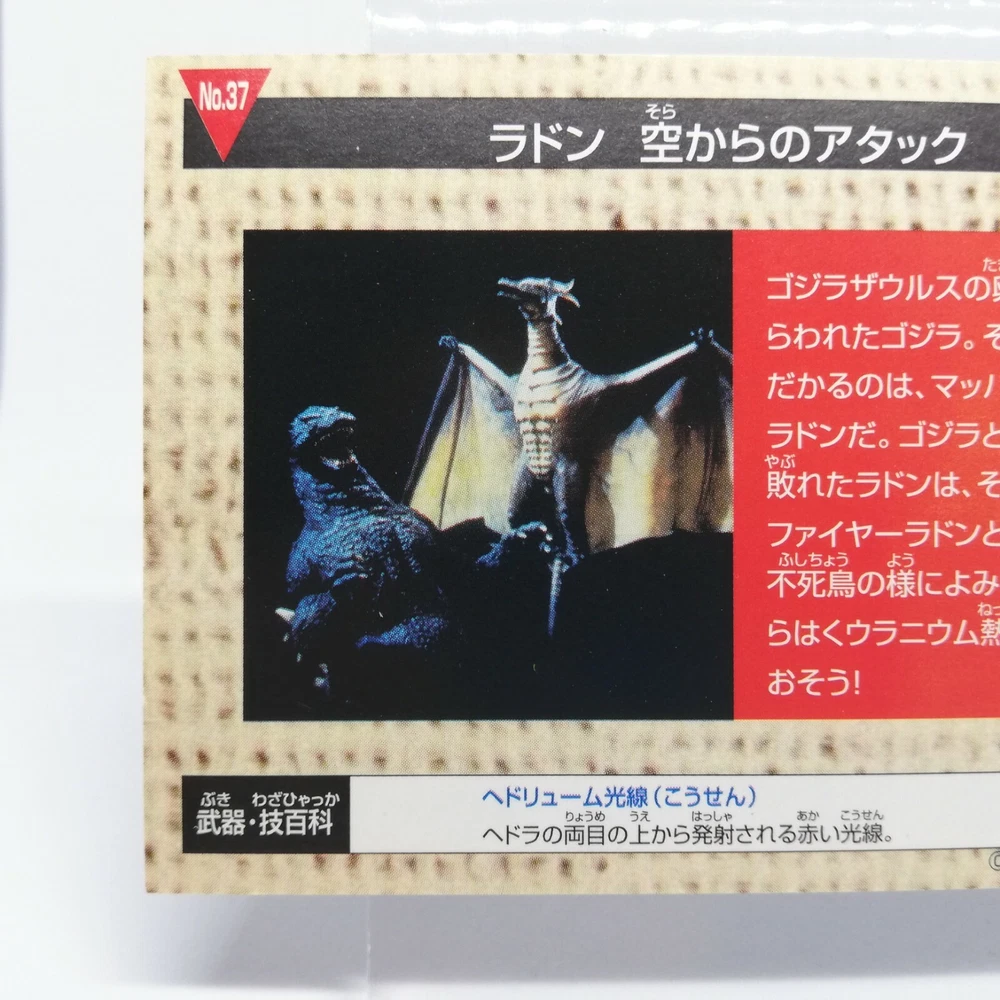 No.37
そら
ラドン 空からのアタック
ゴジラザウルスの
らわれたゴジラ。そ
だかるのは、マッハ
ラドンだ。ゴジラと
やぶ
敗れたラドンは、そ
ファイヤーラドンと
ふしちょう よう
不死鳥の様によみ
らはくウラニウム熱
おそう!
ぶき わざひゃっか
武器・技百科
ヘドリューム光線(こうせん)
りょうめ うえ はっしゃ あか こうせん
ヘドラの両目の上から発射される赤い光線。